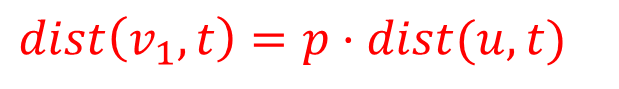 dist(v₁, t) = p · dist(u, t)